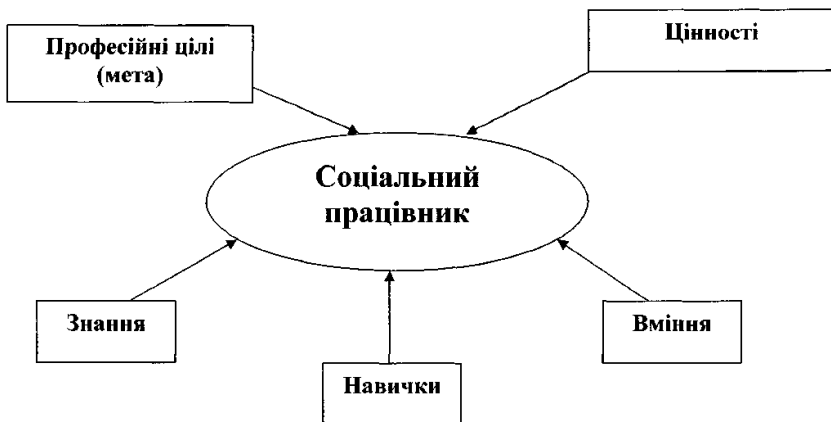 Професійні цілі
(мета)
Цінності
Соціальний
працівник
Знання
Навички
Вміння